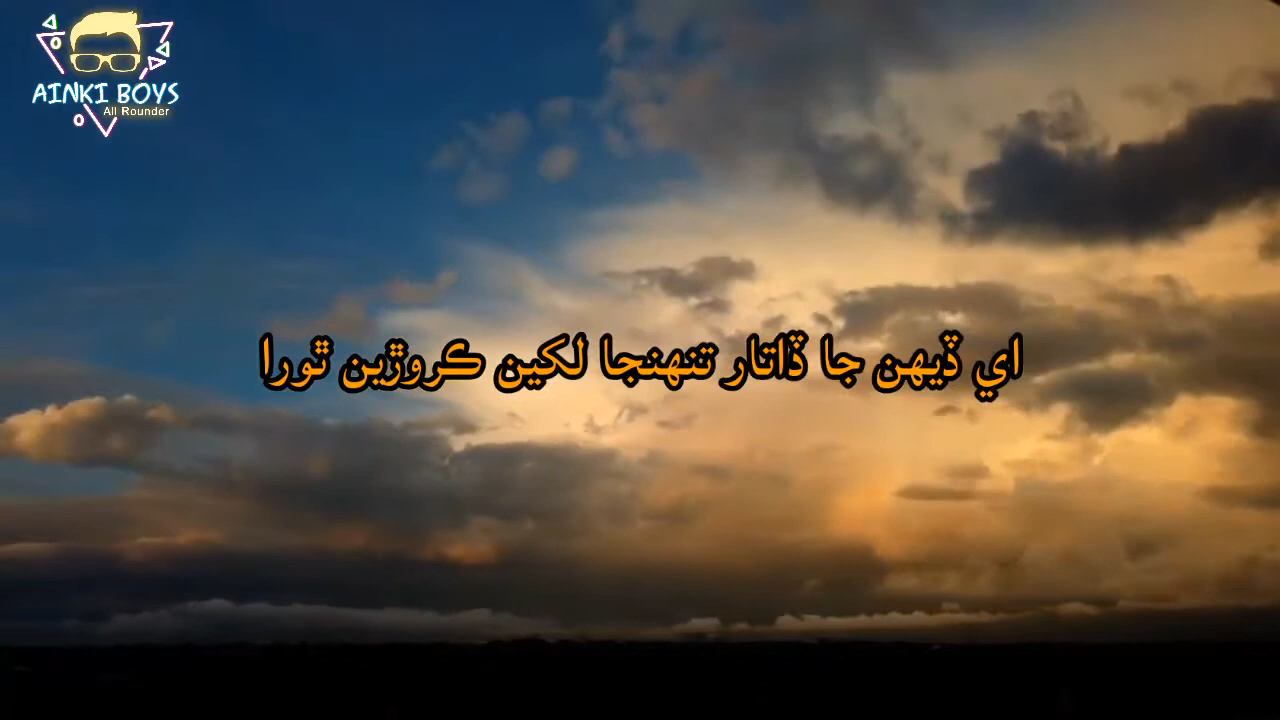 AINKI BOYS
All Rounder
اي ڏيهن جا ڏاتار تنهنجا لکين ڪروڙين ٿورا